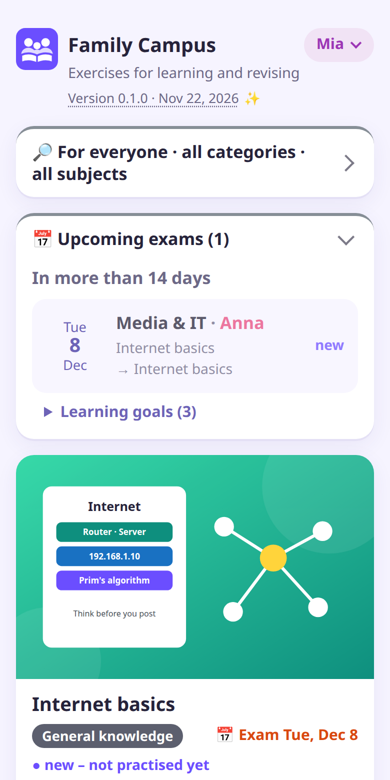 Family Campus
Mia
Exercises for learning and revising
Version 0.1.0 · Nov 22, 2026 ✨
🔎 For everyone · all categories ·
all subjects
📅 Upcoming exams (1)
In more than 14 days
Tue
8
Dec
Media & IT · Anna
Internet basics
→ Internet basics
new
▶ Learning goals (3)
Internet
Router · Server
192.168.1.10
Prim's algorithm
Think before you post
Internet basics
General knowledge
📅 Exam Tue, Dec 8
● new – not practised yet